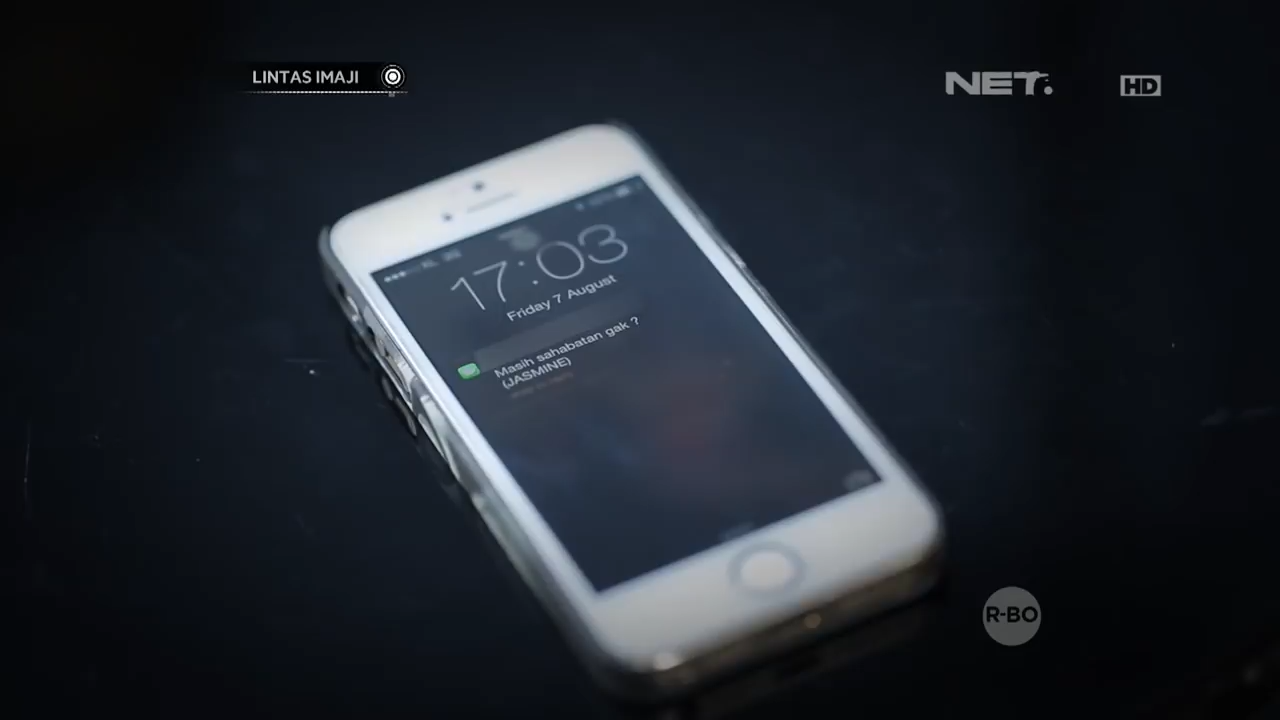 LINTAS IMAJI
NET.
HD
17:03
Friday 7 August
Masih sahabatan gak ?
(JASMINE)
R-BO